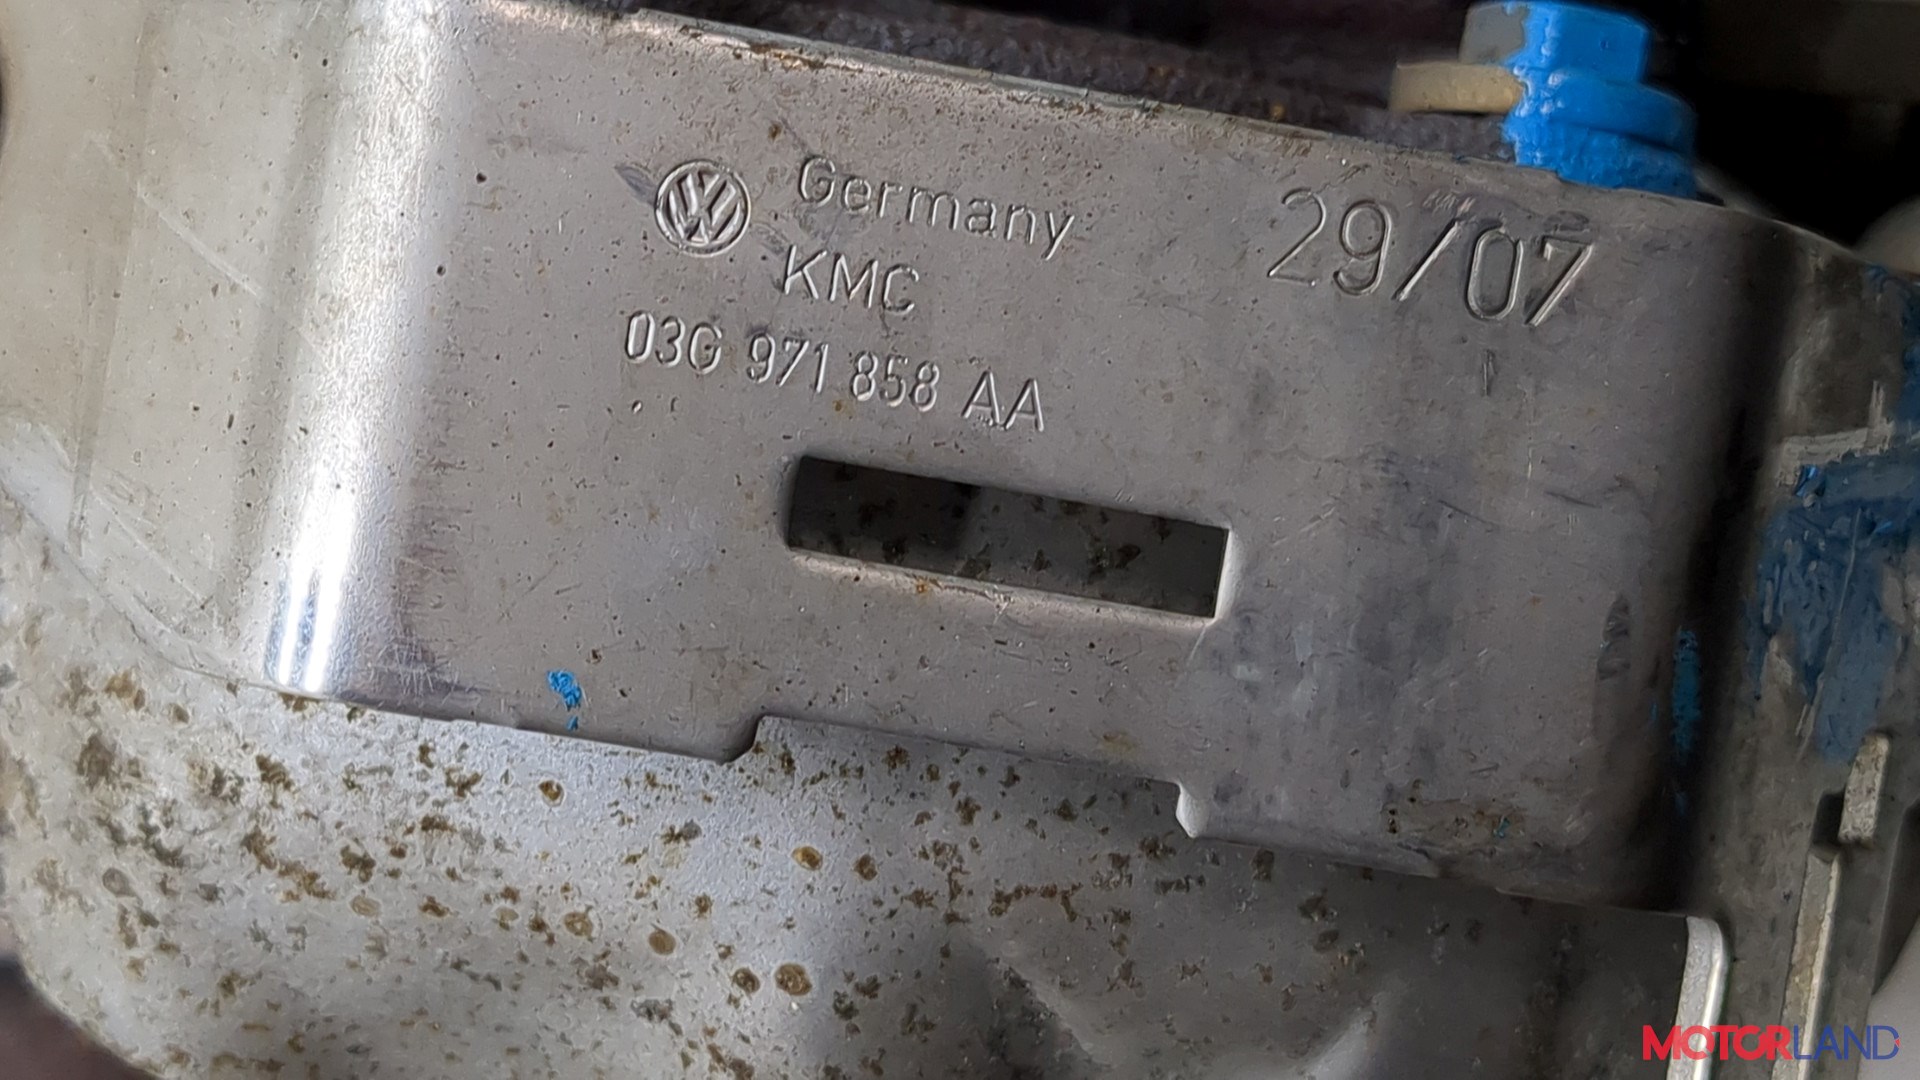 Germany
KMC
03G 971 858 AA
29/07
MOTORLAND